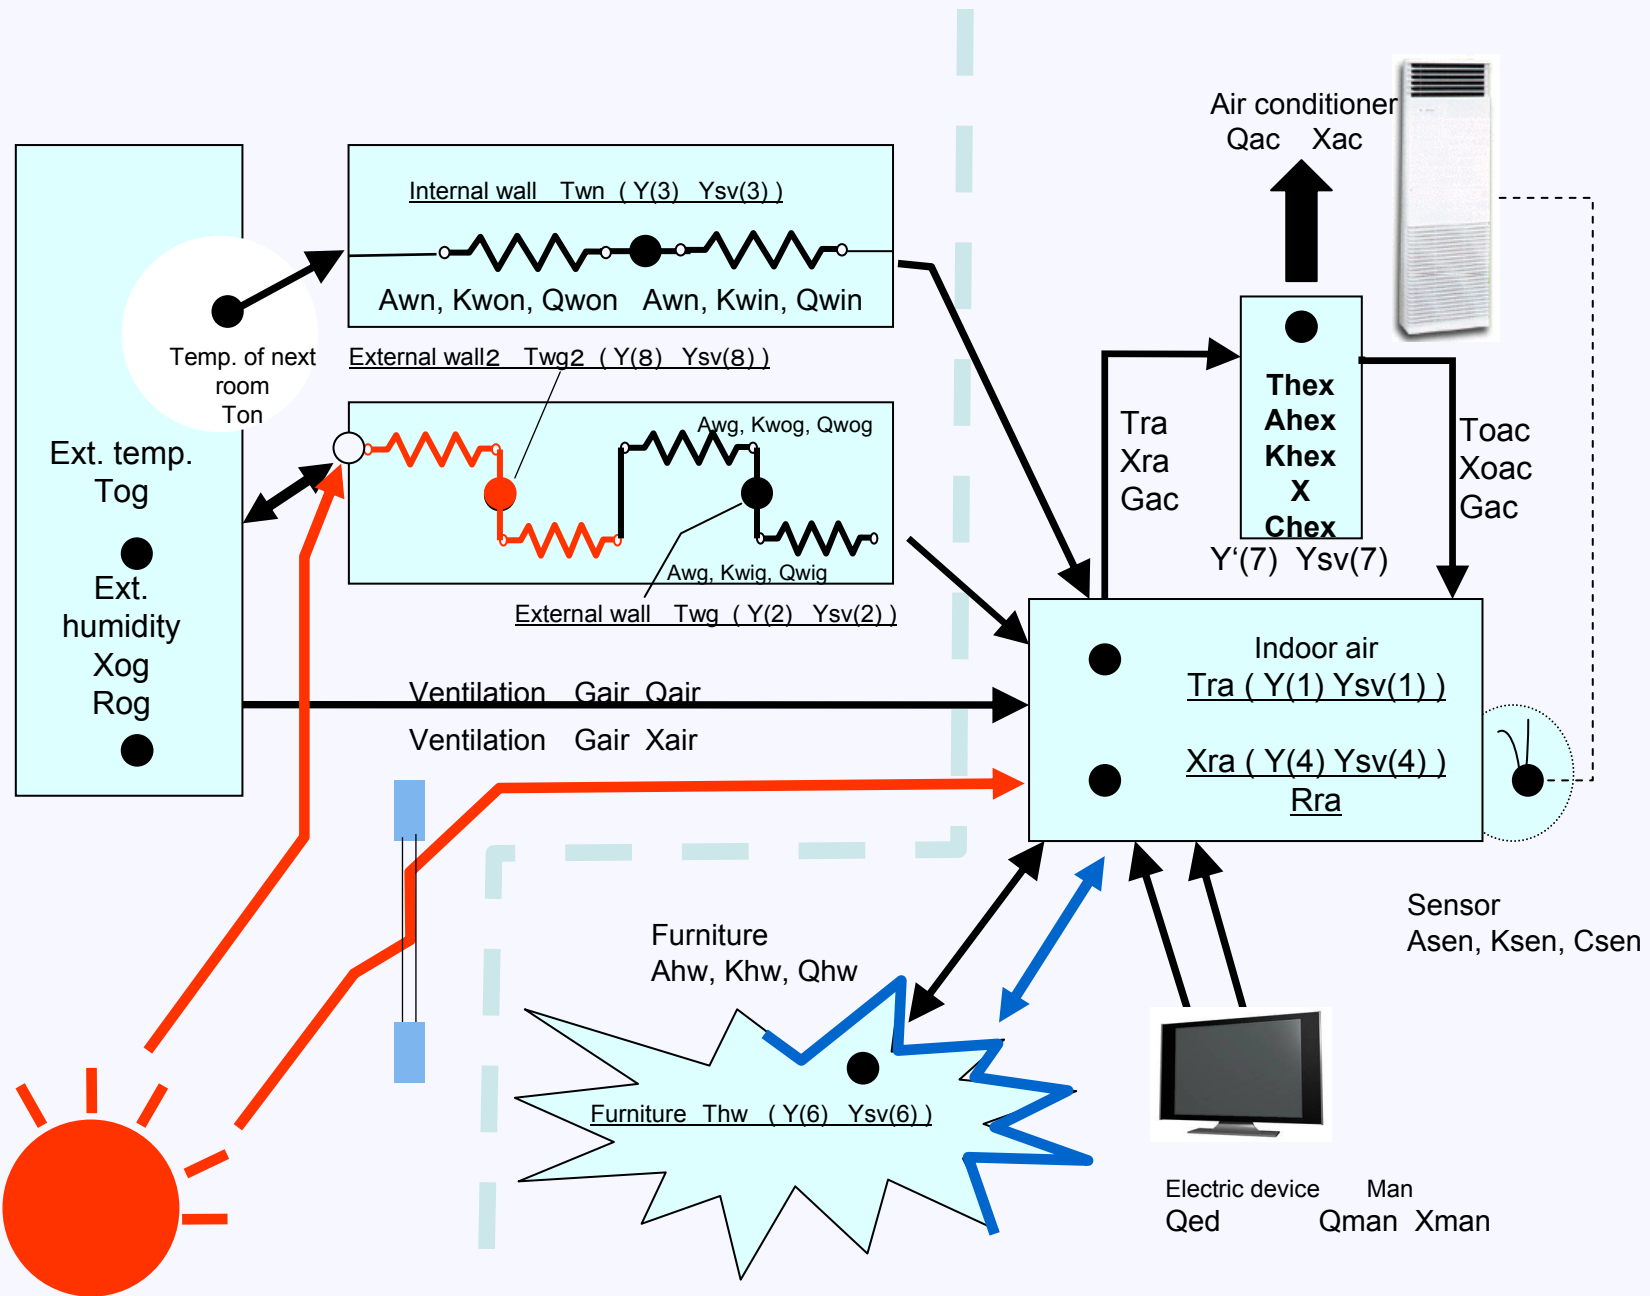 Air conditioner
Qac Xac
Internal wall Twn ( Y(3) Ysv(3) )
Awn, Kwon, Qwon Awn, Kwin, Qwin
Temp. of next
room
Ton
External wall2 Twg2 ( Y(8) Ysv(8) )
Ext. temp.
Tog
Ext.
humidity
Xog
Rog
Awg, Kwog, Qwog
Awg, Kwig, Qwig
External wall Twg ( Y(2) Ysv(2) )
Tra
Xra
Gac
Thex
Ahex
Khex
X
Chex
Y‘(7) Ysv(7)
Toac
Xoac
Gac
Ventilation Gair Qair
Ventilation Gair Xair
Indoor air
Tra ( Y(1) Ysv(1) )
Xra ( Y(4) Ysv(4) )
Rra
Sensor
Asen, Ksen, Csen
Furniture
Ahw, Khw, Qhw
Furniture Thw ( Y(6) Ysv(6) )
Electric device Man
Qed Qman Xman